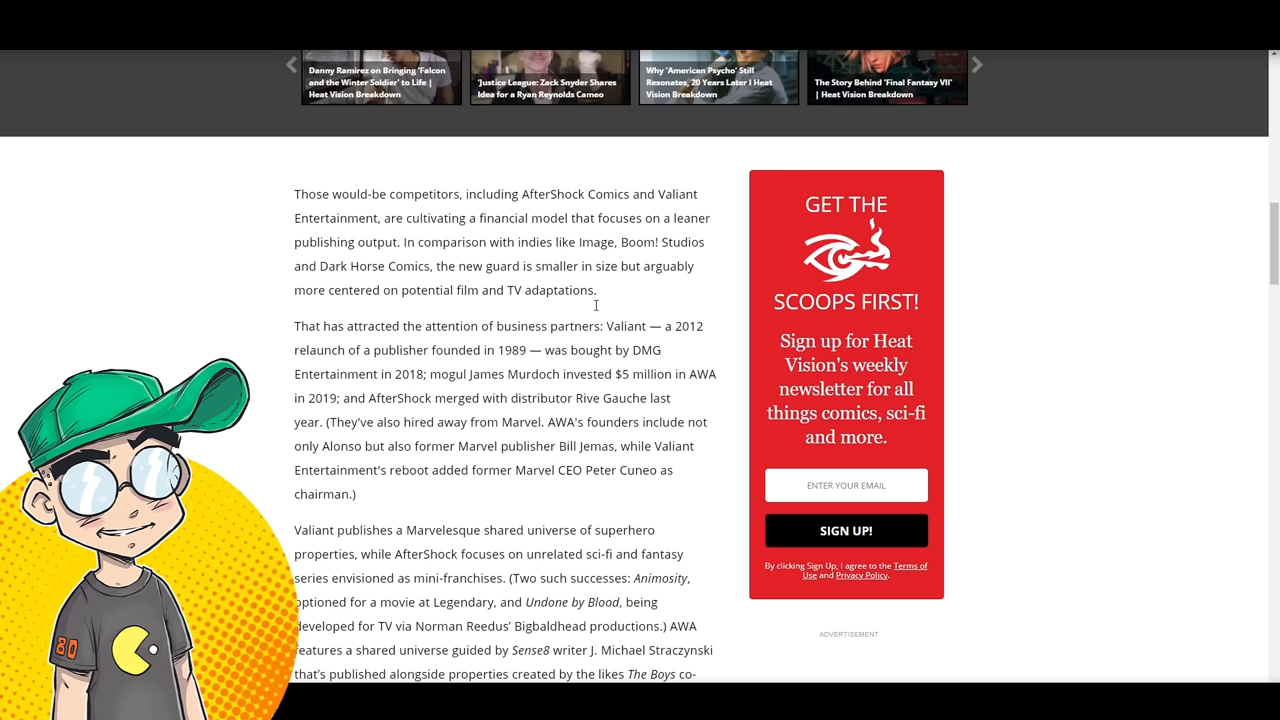 Danny Ramirez on Bringing 'Falcon
and the Winter Soldier' to Life |
Heat Vision Breakdown
'Justice League: Zack Snyder Shares
Idea for a Ryan Reynolds Cameo
Why 'American Psycho' Still
Resonates, 20 Years Later I Heat
Vision Breakdown
The Story Behind 'Final Fantasy VII'
| Heat Vision Breakdown
Those would-be competitors, including AfterShock Comics and Valiant
Entertainment, are cultivating a financial model that focuses on a leaner
publishing output. In comparison with indies like Image, Boom! Studios
and Dark Horse Comics, the new guard is smaller in size but arguably
more centered on potential film and TV adaptations.
That has attracted the attention of business partners: Valiant — a 2012
relaunch of a publisher founded in 1989 — was bought by DMG
Entertainment in 2018; mogul James Murdoch invested $5 million in AWA
in 2019; and AfterShock merged with distributor Rive Gauche last
year. (They've also hired away from Marvel. AWA's founders include not
only Alonso but also former Marvel publisher Bill Jemas, while Valiant
Entertainment's reboot added former Marvel CEO Peter Cuneo as
chairman.)
Valiant publishes a Marvelesque shared universe of superhero
properties, while AfterShock focuses on unrelated sci-fi and fantasy
series envisioned as mini-franchises. (Two such successes: Animosity,
optioned for a movie at Legendary, and Undone by Blood, being
developed for TV via Norman Reedus' Bigbaldhead productions.) AWA
features a shared universe guided by Sense8 writer J. Michael Straczynski
that's published alongside properties created by the likes The Boys co-
GET THE
SCOOPS FIRST!
Sign up for Heat
Vision's weekly
newsletter for all
things comics, sci-fi
and more.
ENTER YOUR EMAIL
SIGN UP!
By clicking Sign Up, I agree to the Terms of
Use and Privacy Policy.
ADVERTISEMENT
80